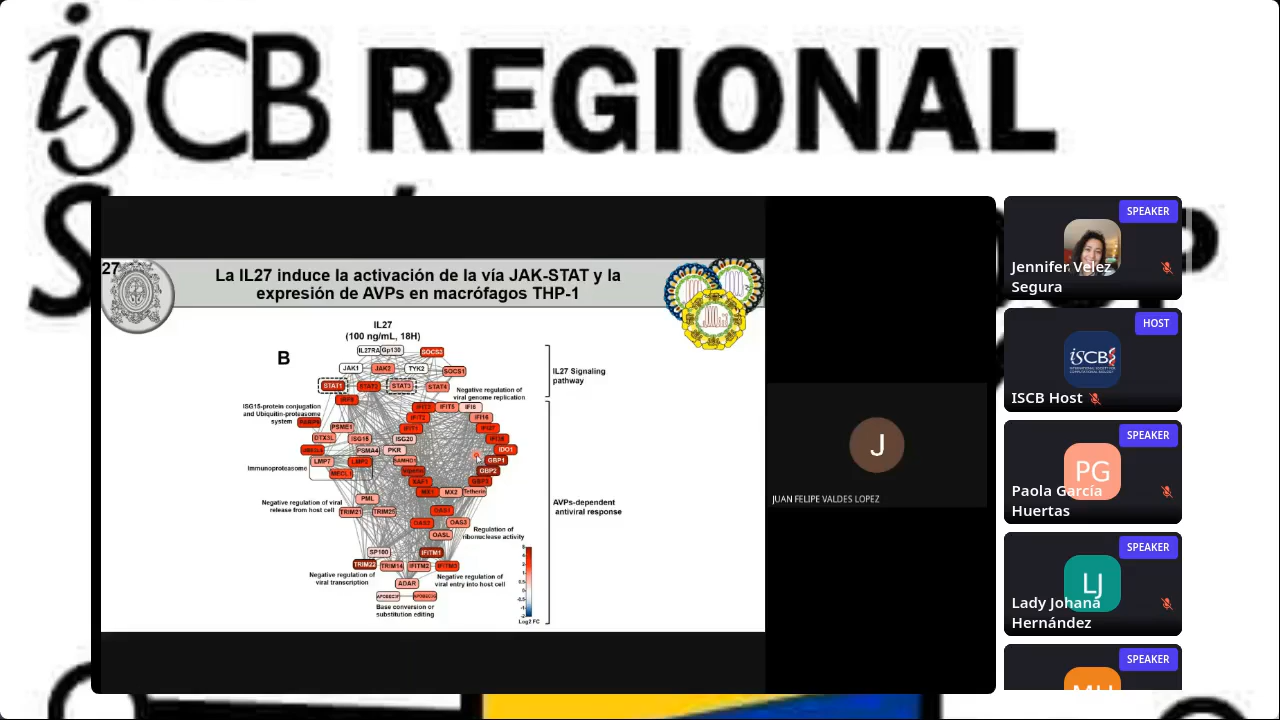 iSCB REGIONAL
27
La IL27 induce la activación de la vía JAK-STAT y la
expresión de AVPs en macrófagos THP-1
IL27
(100 ng/mL, 18H)
B
IL27RA Gp130 SOCS3
JAK1 JAK2 TYK2 SOCS1
STAT1 STAT2 STAT3 STAT4
IL27 Signaling
pathway
Negative regulation of
viral genome replication
ISG15-protein conjugation
and Ubiquitin-proteasome
system
PSME1
DTX3L ISG15 ISG20
PSMA4 PKR
IFIT5 IFI6
IFIT2 IFI16
IFIT1
IDO1
SAMHD1 GBP1
GBP2
LMP7 LMP2
MECL1
Immunoproteasome
MX1 MX2 Tetherin
PML
TRIM21 TRIM25
Negative regulation of viral
release from host cell
OAS1
OAS2 OAS3
OASL
Regulation of
ribonuclease activity
AVPs-dependent
antiviral response
SP100 IFITM1
TRIM22 TRIM14 IFITM2 IFITM3
Negative regulation of
viral transcription
Negative regulation of
viral entry into host cell
ADAR
Base conversion or
substitution editing
Log2 FC
JUAN FELIPE VALDES LOPEZ
J
SPEAKER
Jennifer Velez
Segura
HOST
iSCB
ISCB Host
SPEAKER
PG
Paola García
Huertas
SPEAKER
LJ
Lady Johana
Hernández
SPEAKER